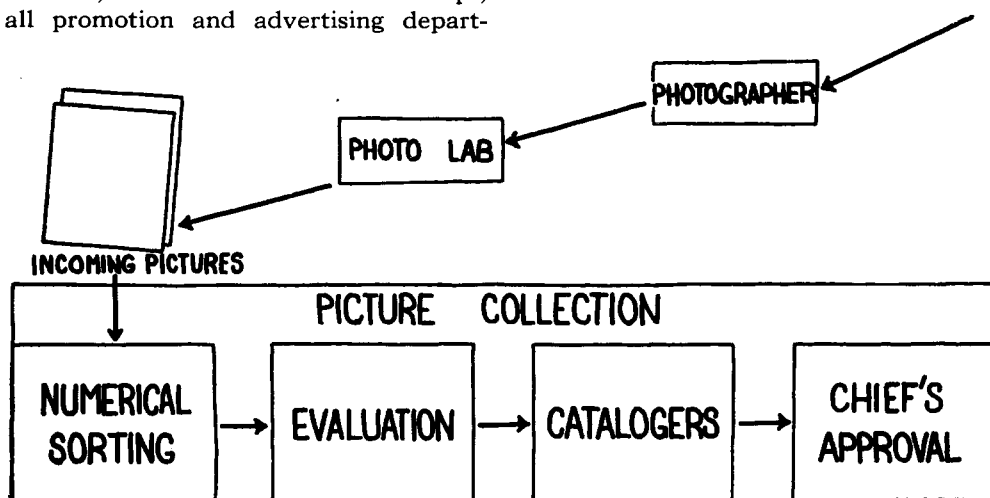 all promotion and advertising depart-
PHOTOGRAPHER
PHOTO LAB
INCOMING PICTURES
PICTURE COLLECTION
NUMERICAL
SORTING
EVALUATION
CATALOGERS
CHIEF'S
APPROVAL